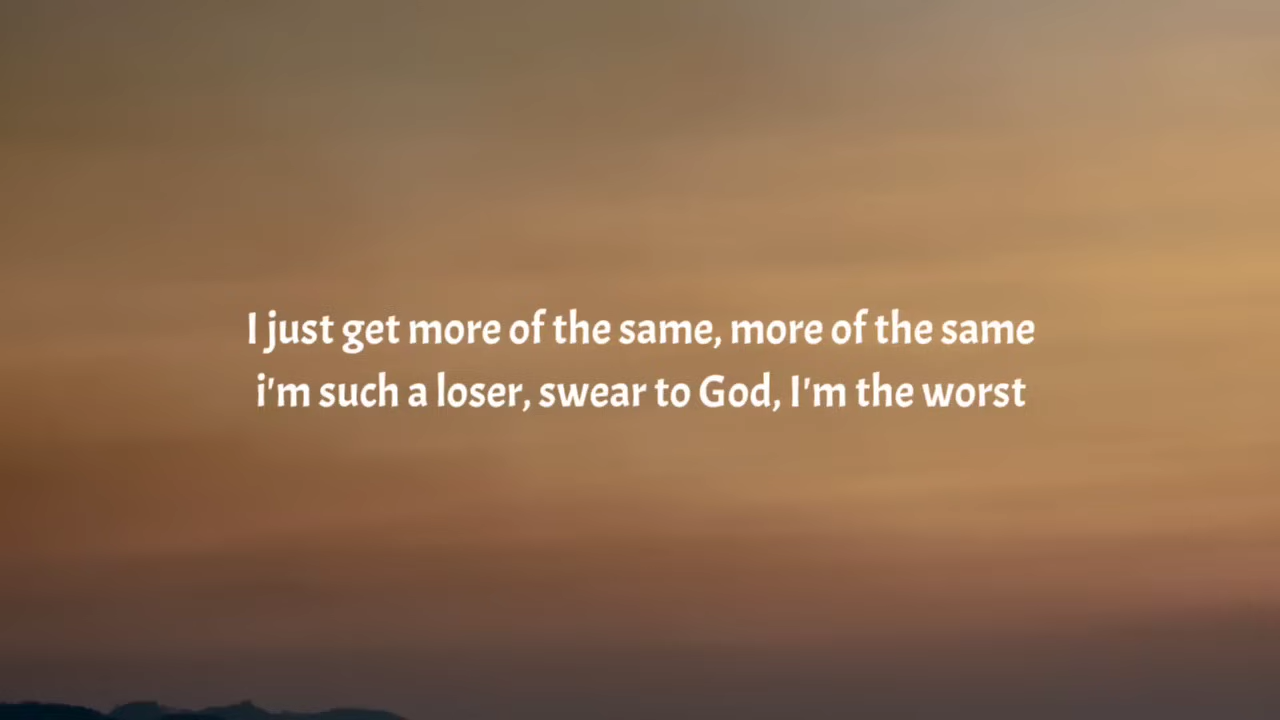 I just get more of the same, more of the same
i'm such a loser, swear to God, I'm the worst